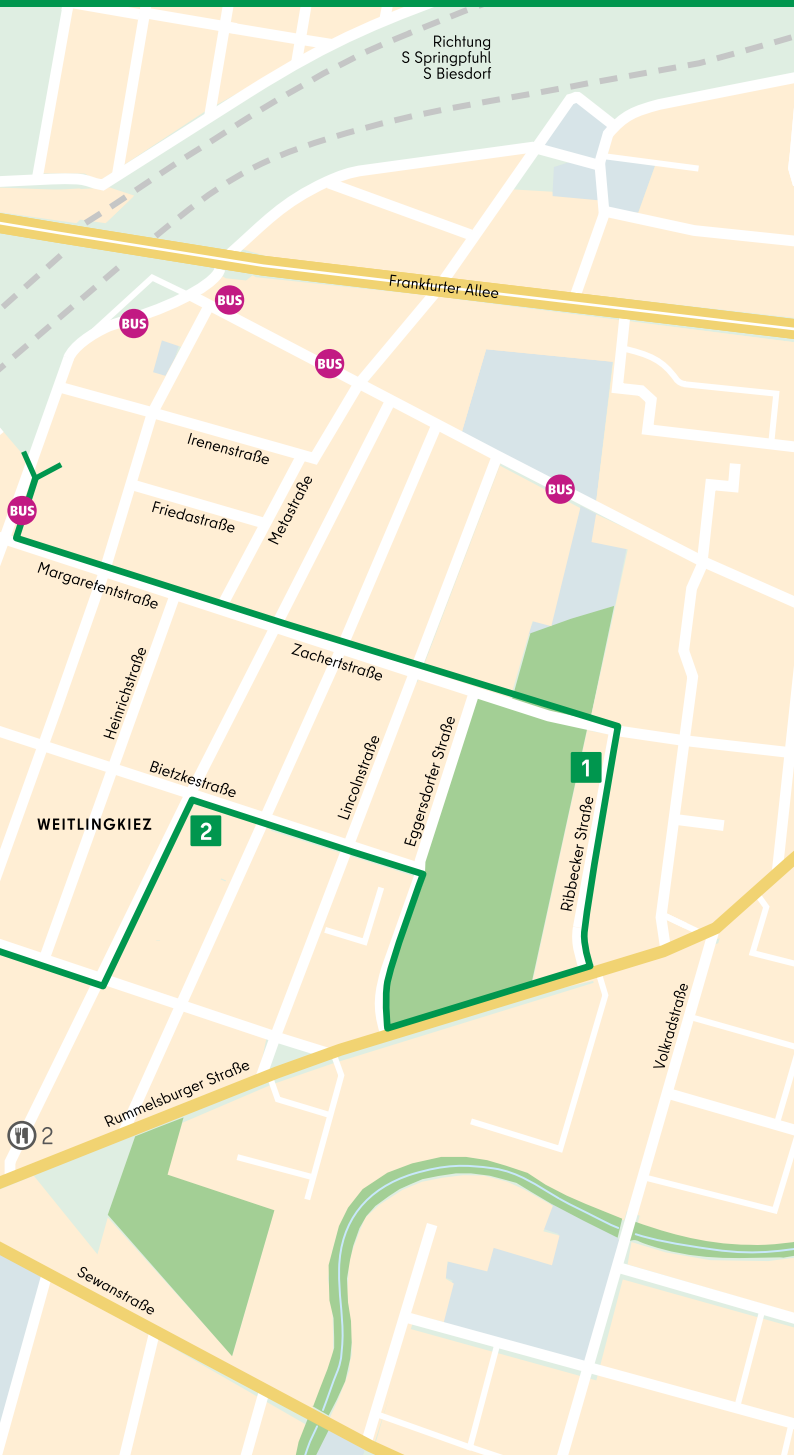 Richtung
S Springpfuhl
S Biesdorf
Frankfurter Allee
BUS
BUS
BUS
Irenenstraße
BUS
Metastraße
BUS
Friedastraße
Margaretentstraße
Zachertstraße
Heinrichstraße
Eggersdorfer Straße
Lincolnstraße
1
Bietzkestraße
Ribbecker Straße
WEITLINGKIEZ
2
Volkradstraße
Rummelsburger Straße
2
Sewanstraße